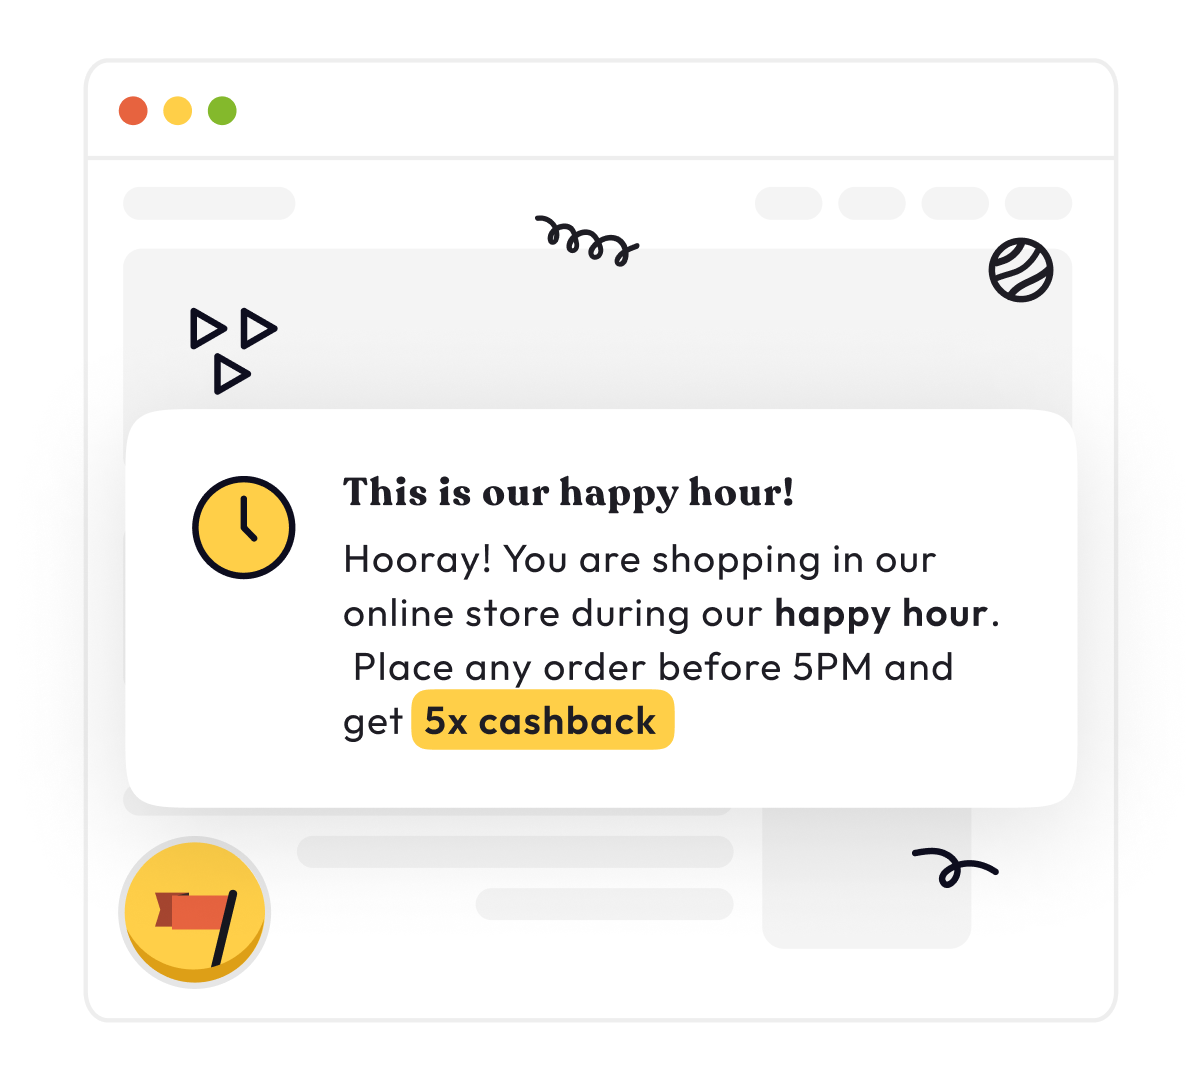 This is our happy hour!
Hooray! You are shopping in our
online store during our happy hour.
Place any order before 5PM and
get 5x cashback